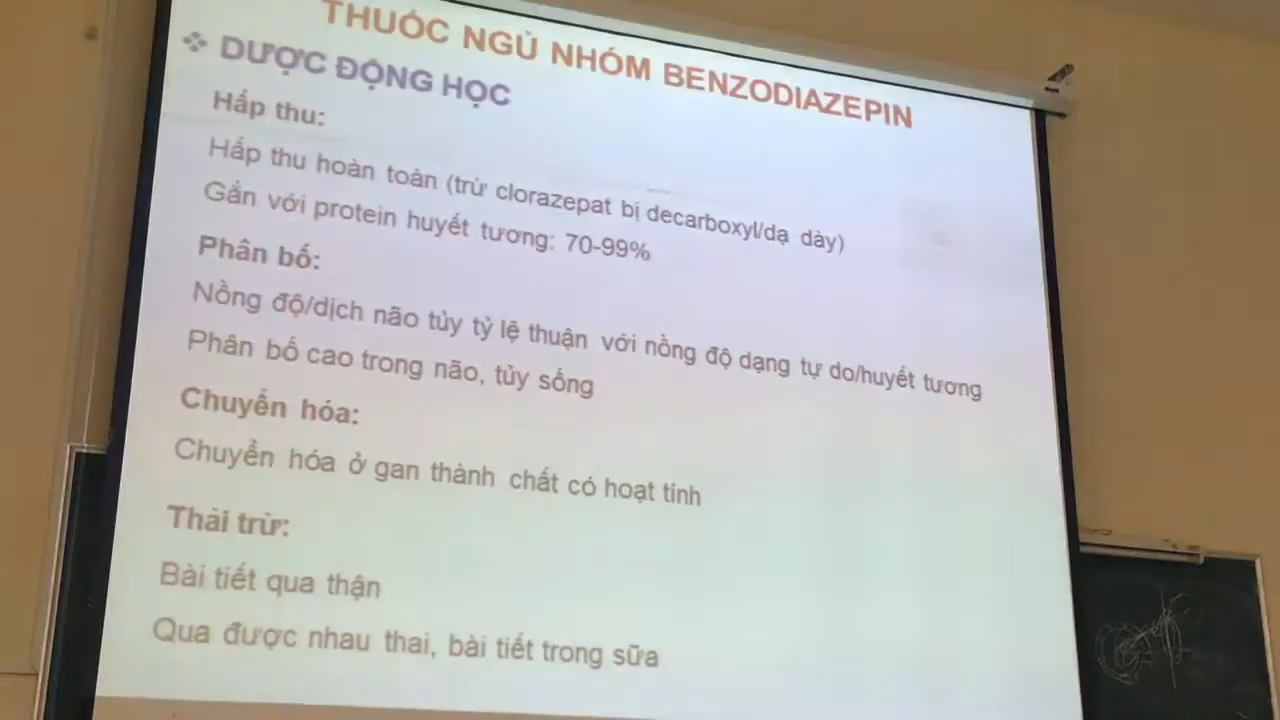 THUỐC NGỦ NHÓM BENZODIAZEPIN
❖ DƯỢC ĐỘNG HỌC
Hấp thu:
Hấp thu hoàn toàn (trừ clorazepat bị decarboxyl/dạ dày)
Gắn với protein huyết tương: 70-99%
Phân bố:
Nồng độ/dịch não tủy tỷ lệ thuận với nồng độ dạng tự do/huyết tương
Phân bố cao trong não, tủy sống
Chuyển hóa:
Chuyển hóa ở gan thành chất có hoạt tính
Thải trừ:
Bài tiết qua thận
Qua được nhau thai, bài tiết trong sữa